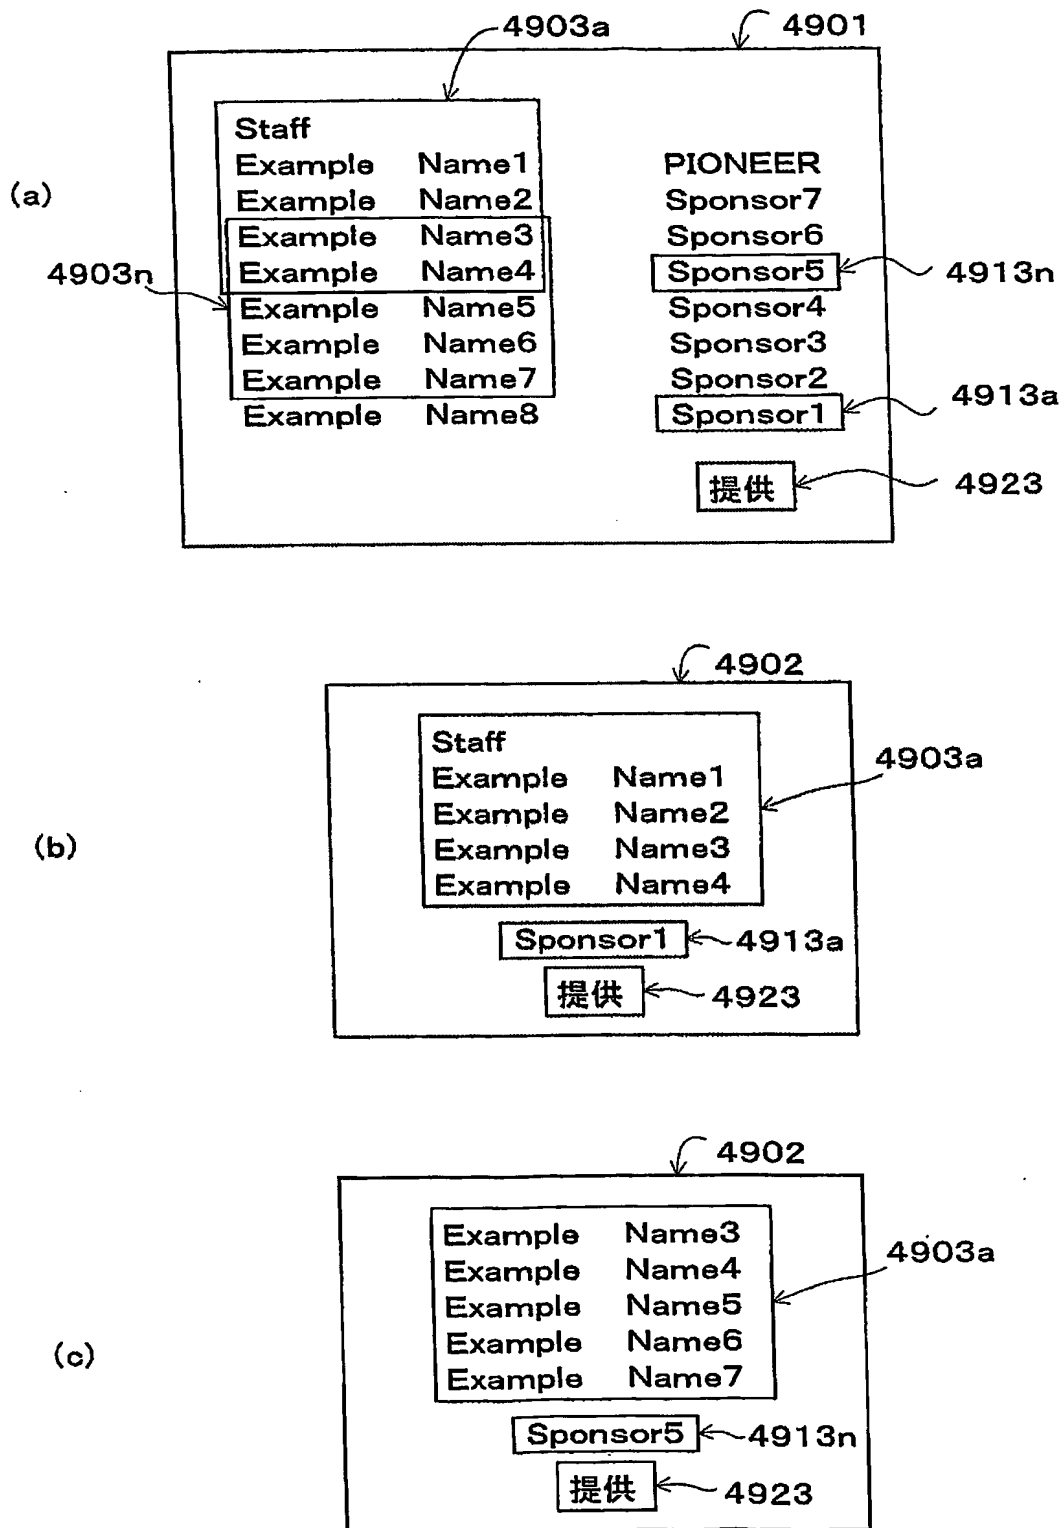 4903a
4901
Staff
Example Name1
Example Name2
Example Name3
Example Name4
Example Name5
Example Name6
Example Name7
Example Name8
(a)
4903n
PIONEER
Sponsor7
Sponsor6
Sponsor5
Sponsor4
Sponsor3
Sponsor2
Sponsor1
提供
4913n
4913a
4923
4902
(b)
Staff
Example Name1
Example Name2
Example Name3
Example Name4
4903a
Sponsor1
4913a
提供
4923
4902
(c)
Example Name3
Example Name4
Example Name5
Example Name6
Example Name7
4903a
Sponsor5
4913n
提供
4923